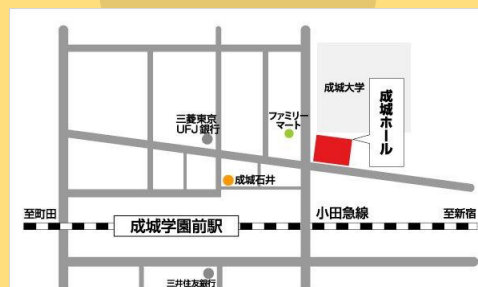 成城大学
成城ホール
ファミリー
マート
三菱東京
UFJ銀行
成城石井
至町田
成城学園前駅
小田急線
至新宿
三井住友銀行